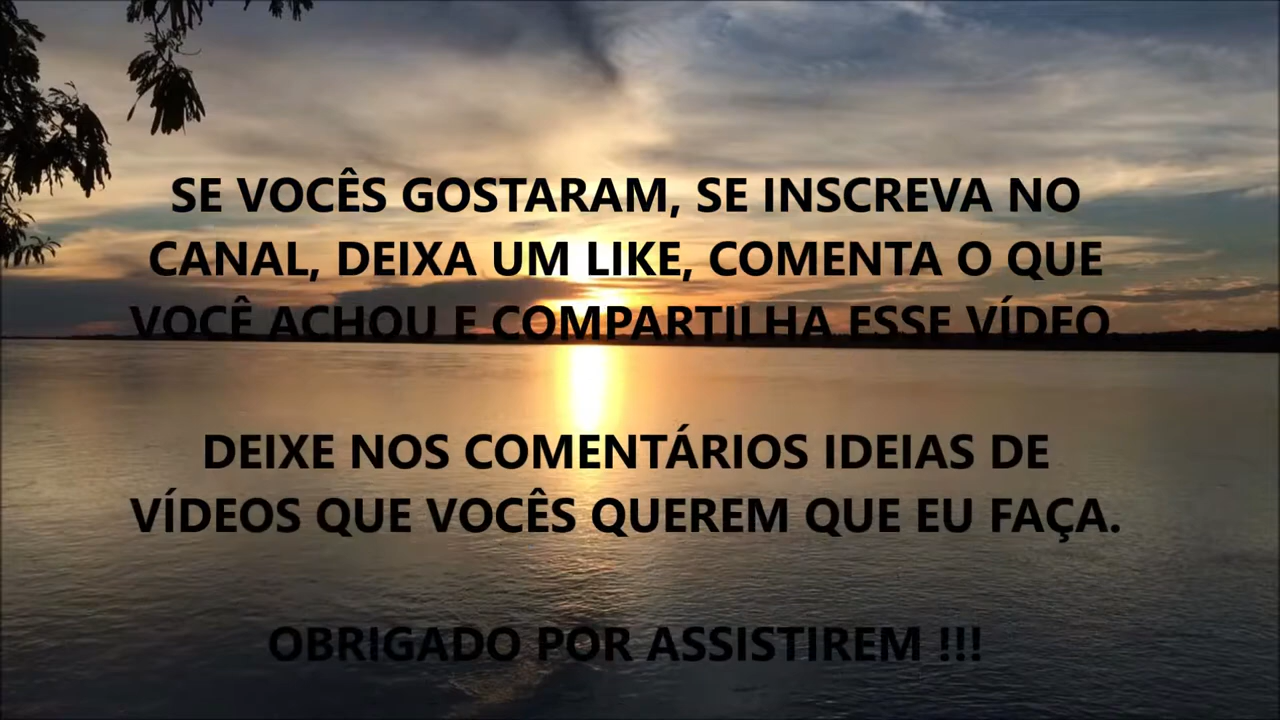 SE VOCÊS GOSTARAM, SE INSCREVA NO
CANAL, DEIXA UM LIKE, COMENTA O QUE
VOCÊ ACHOU E COMPARTILHA ESSE VÍDEO.
DEIXE NOS COMENTÁRIOS IDEIAS DE
VÍDEOS QUE VOCÊS QUEREM QUE EU FAÇA.
OBRIGADO POR ASSISTIREM !!!